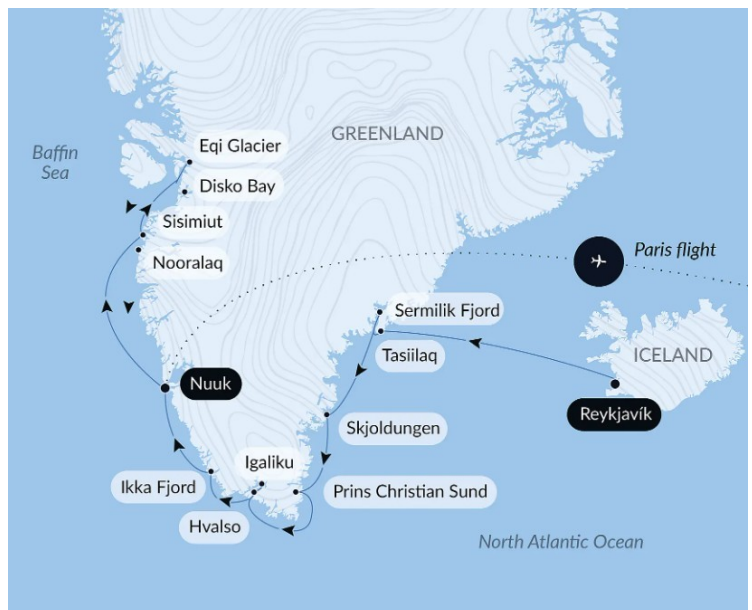 Eqi Glacier
GREENLAND
Baffin
Sea
Disko Bay
Sisimiut
Nooralaq
Paris flight
Sermilik Fjord
Tasiilaq
ICELAND
Nuuk
Reykjavík
Skjoldungen
Igaliku
Ikka Fjord
Prins Christian Sund
Hvalso
North Atlantic Ocean